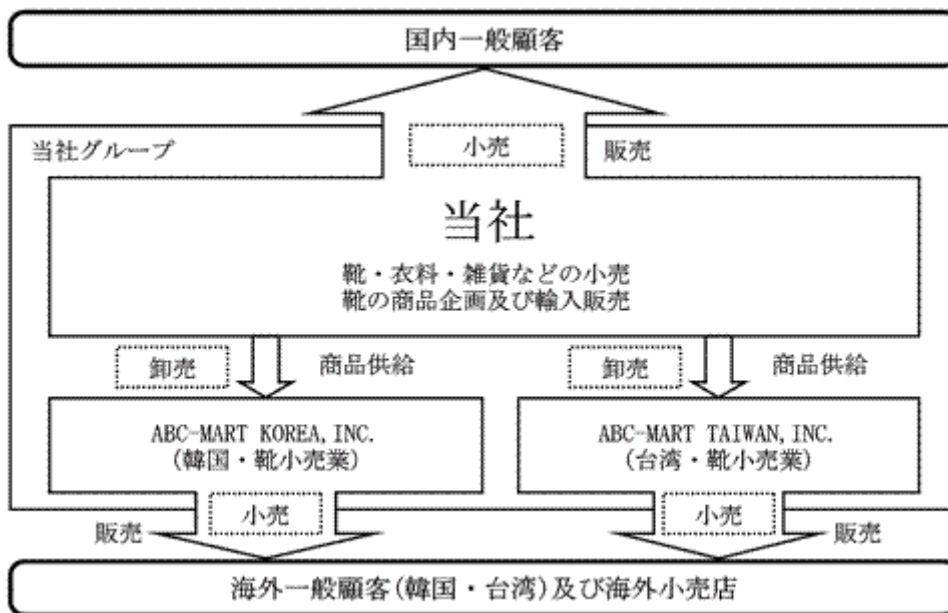 国内一般顧客
当社グループ
小売
販売
当社
靴・衣料・雑貨などの小売
靴の商品企画及び輸入販売
卸売
商品供給
卸売
商品供給
ABC-MART KOREA,INC.
(韓国・靴小売業)
ABC-MART TAIWAN,INC.
(台湾・靴小売業)
販売
小売
小売
販売
海外一般顧客(韓国・台湾)及び海外小売店